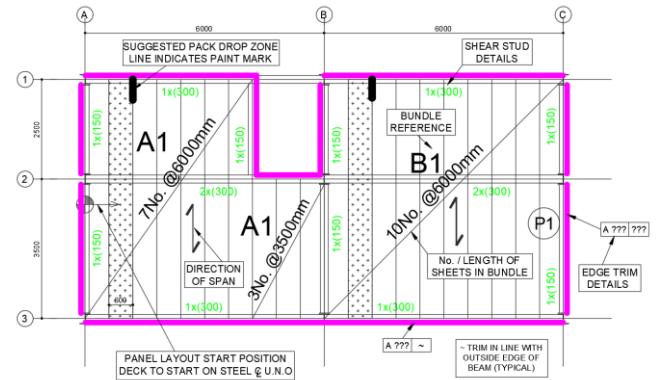 A
B
C
6000
6000
SUGGESTED PACK DROP ZONE
LINE INDICATES PAINT MARK
SHEAR STUD
DETAILS
1
1x(300)
1x(300)
2500
1x(150)
A1
1x(150)
1x(150)
BUNDLE
REFERENCE
B1
1x(150)
7No. @6000mm
10No. @6000mm
2
2x(300)
2x(300)
3500
1x(150)
A1
3No. @3500mm
1x(150)
P1
1x(150)
A ??? ???
DIRECTION
OF SPAN
No. / LENGTH OF
SHEETS IN BUNDLE
EDGE TRIM
DETAILS
600
1x(300)
1x(300)
3
A ??? ~
PANEL LAYOUT START POSITION
DECK TO START ON STEEL ℄ U.N.O
~ TRIM IN LINE WITH
OUTSIDE EDGE OF
BEAM (TYPICAL)